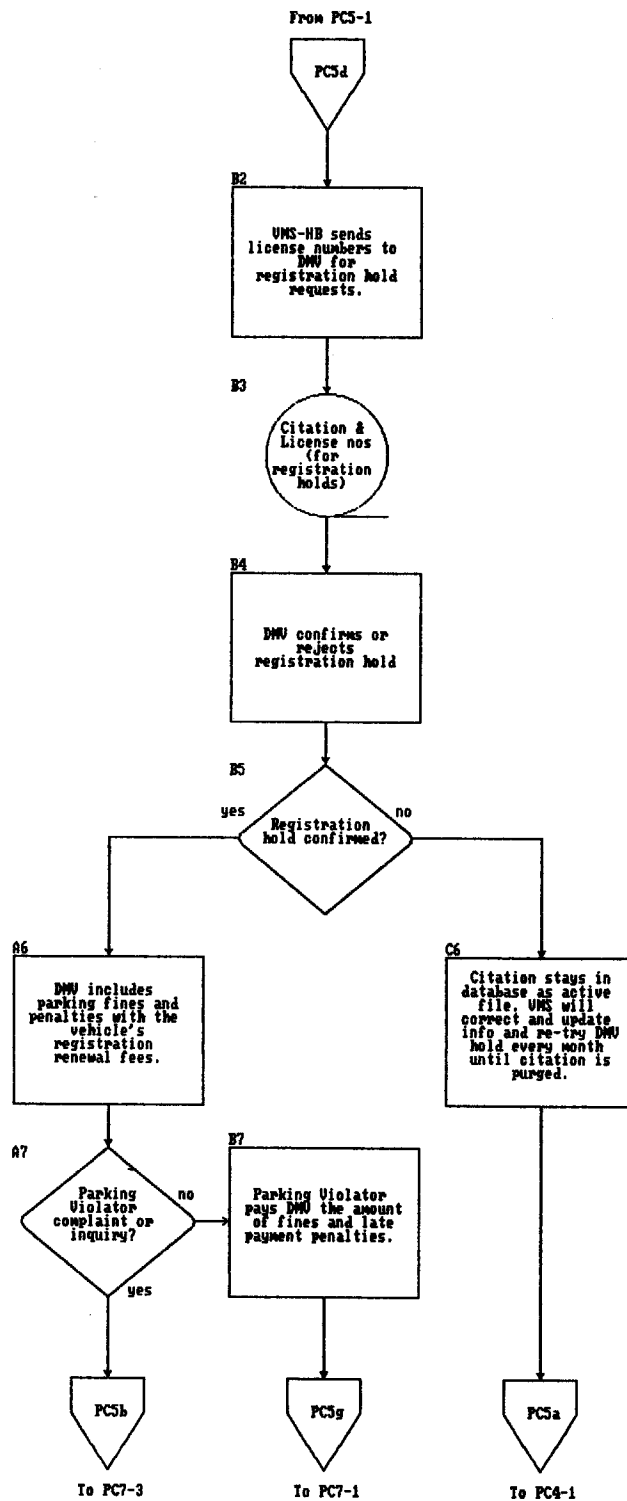 From PC5-1
PC5d
B2
VMS-HB sends
license numbers to
DMV for
registration hold
requests.
B3
Citation &
License nos
(for
registration
holds)
B4
DMV confirms or
rejects
registration hold
B5
yes
no
Registration
hold confirmed?
A6
DMV includes
parking fines and
penalties with the
vehicle's
registration
renewal fees.
C6
Citation stays in
database as active
file. VMS will
correct and update
info and re-try DMV
hold every month
until citation is
purged.
A7
Parking
Violator
complaint or
inquiry?
no
yes
B7
Parking Violator
pays DMV the amount
of fines and late
payment penalties.
PC5b
PC5g
PC5a
To PC7-3
To PC7-1
To PC4-1